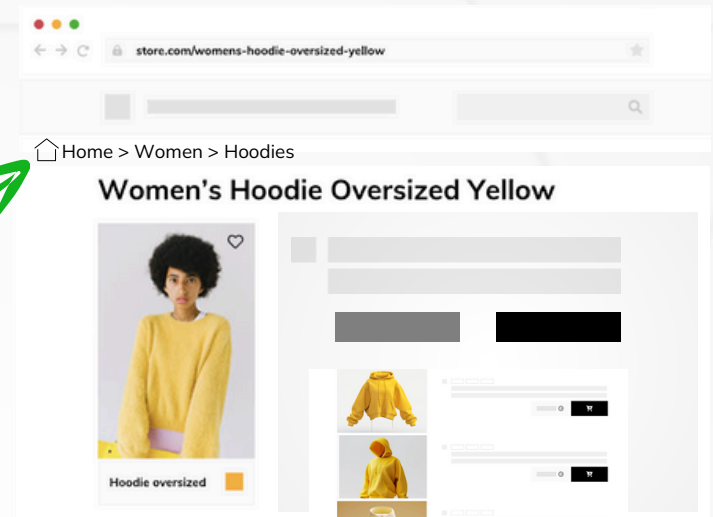 store.com/womens-hoodie-oversized-yellow
Home > Women > Hoodies
Women's Hoodie Oversized Yellow
Hoodie oversized